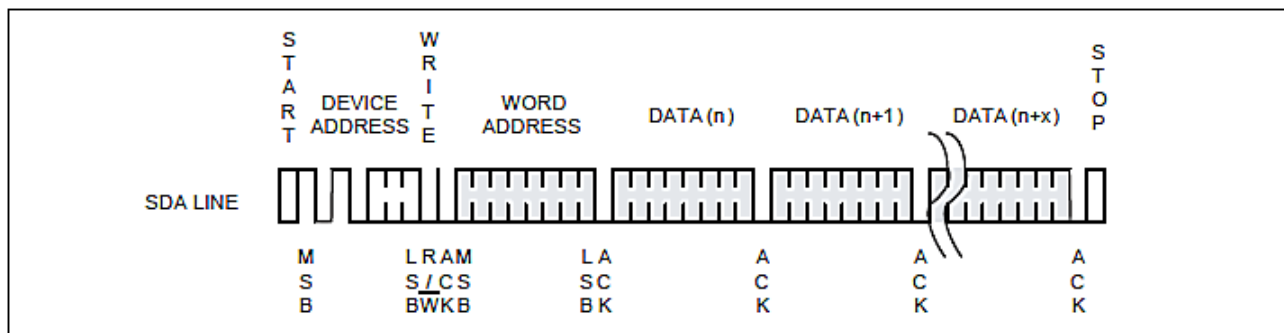 START
DEVICE ADDRESS
WRITE
WORD ADDRESS
DATA (n)
DATA (n+1)
DATA (n+x)
STOP
SDA LINE
MSB
LSB
R/W
ACK
MSB
LSB
ACK
ACK
ACK
ACK